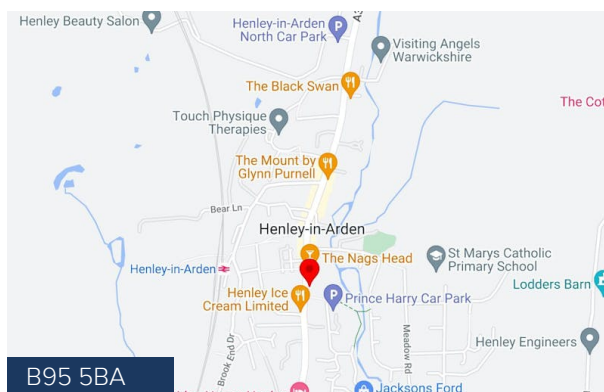 Henley Beauty Salon
Henley-in-Arden
North Car Park
A3
Visiting Angels
Warwickshire
The Black Swan
The Cot
Touch Physique
Therapies
The Mount by
Glynn Purnell
Bear Ln
Henley-in-Arden
The Nags Head
St Marys Catholic
Primary School
Henley-in-Arden
Lodders Barn
Henley Ice
Cream Limited
Prince Harry Car Park
Brook End Dr
Meadow Rd
Henley Engineers
B95 5BA
Jacksons Ford